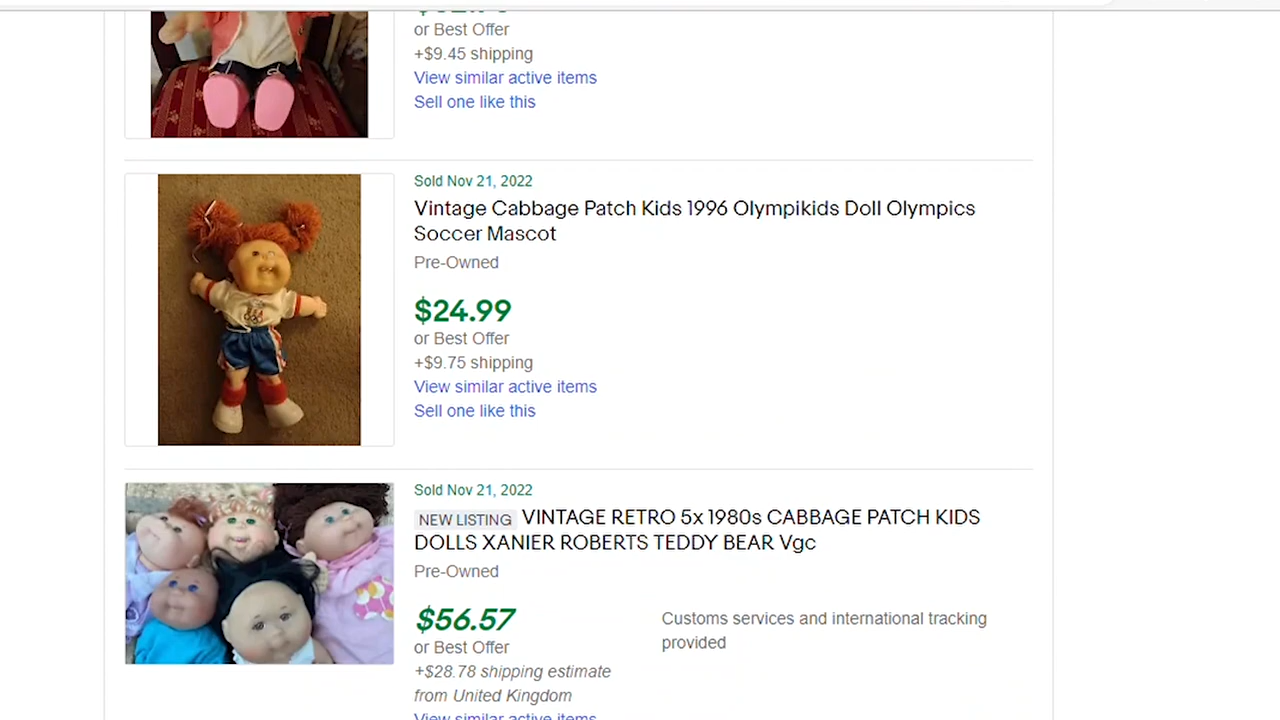 or Best Offer
+$9.45 shipping
View similar active items
Sell one like this
Sold Nov 21, 2022
Vintage Cabbage Patch Kids 1996 Olympikids Doll Olympics
Soccer Mascot
Pre-Owned
$24.99
or Best Offer
+$9.75 shipping
View similar active items
Sell one like this
Sold Nov 21, 2022
NEW LISTING VINTAGE RETRO 5x 1980s CABBAGE PATCH KIDS
DOLLS XANIER ROBERTS TEDDY BEAR Vgc
Pre-Owned
$56.57
Customs services and international tracking
provided
or Best Offer
+$28.78 shipping estimate
from United Kingdom
View similar active items